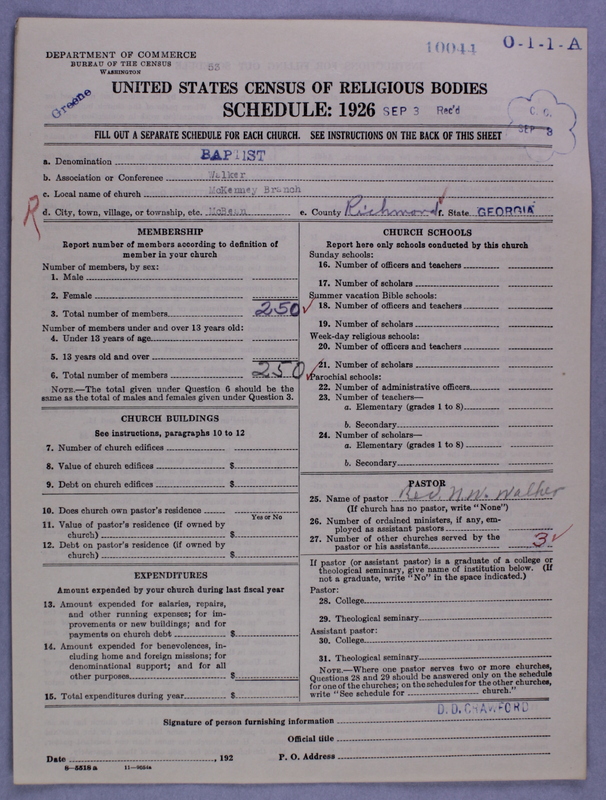 10044 O-1-1-A
DEPARTMENT OF COMMERCE
BUREAU OF THE CENSUS
WASHINGTON
53
UNITED STATES CENSUS OF RELIGIOUS BODIES
Greene
SCHEDULE: 1926 SEP 3 Rec'd
C. O.
SEP 3
FILL OUT A SEPARATE SCHEDULE FOR EACH CHURCH. SEE INSTRUCTIONS ON THE BACK OF THIS SHEET
a. Denomination BAPTIST
b. Association or Conference Walker
c. Local name of church McKenney Branch
R
d. City, town, village, or township, etc. McBean e. County Richmond f. State GEORGIA
MEMBERSHIP
Report number of members according to definition of
member in your church
Number of members, by sex:
1. Male
2. Female
3. Total number of members 250
Number of members under and over 13 years old:
4. Under 13 years of age
5. 13 years old and over
6. Total number of members 250
NOTE.—The total given under Question 6 should be the
same as the total of males and females given under Question 3.
CHURCH BUILDINGS
See instructions, paragraphs 10 to 12
7. Number of church edifices
8. Value of church edifices $
9. Debt on church edifices $
10. Does church own pastor's residence
Yes or No
11. Value of pastor's residence (if owned by
church) $
12. Debt on pastor's residence (if owned by
church) $
EXPENDITURES
Amount expended by your church during last fiscal year
13. Amount expended for salaries, repairs,
and other running expenses; for im-
provements or new buildings; and for
payments on church debt $
14. Amount expended for benevolences, in-
cluding home and foreign missions; for
denominational support; and for all
other purposes $
15. Total expenditures during year $
CHURCH SCHOOLS
Report here only schools conducted by this church
Sunday schools:
16. Number of officers and teachers
17. Number of scholars
Summer vacation Bible schools:
18. Number of officers and teachers
19. Number of scholars
Week-day religious schools:
20. Number of officers and teachers
21. Number of scholars
Parochial schools:
22. Number of administrative officers
23. Number of teachers—
a. Elementary (grades 1 to 8)
b. Secondary
24. Number of scholars—
a. Elementary (grades 1 to 8)
b. Secondary
PASTOR
25. Name of pastor Rev. N.W. Walker
(If church has no pastor, write "None")
26. Number of ordained ministers, if any, em-
ployed as assistant pastors
27. Number of other churches served by the
pastor or his assistants 3
If pastor (or assistant pastor) is a graduate of a college or
theological seminary, give name of institution below. (If
not a graduate, write "No" in the space indicated.)
Pastor:
28. College
29. Theological seminary
Assistant pastor:
30. College
31. Theological seminary
NOTE.—Where one pastor serves two or more churches,
Questions 28 and 29 should be answered only on the schedule
for one of the churches; on the schedules for the other churches,
write "See schedule for church."
D. D. CRAWFORD
Signature of person furnishing information
Official title
Date , 192 P. O. Address
8-5518a 11-9054a